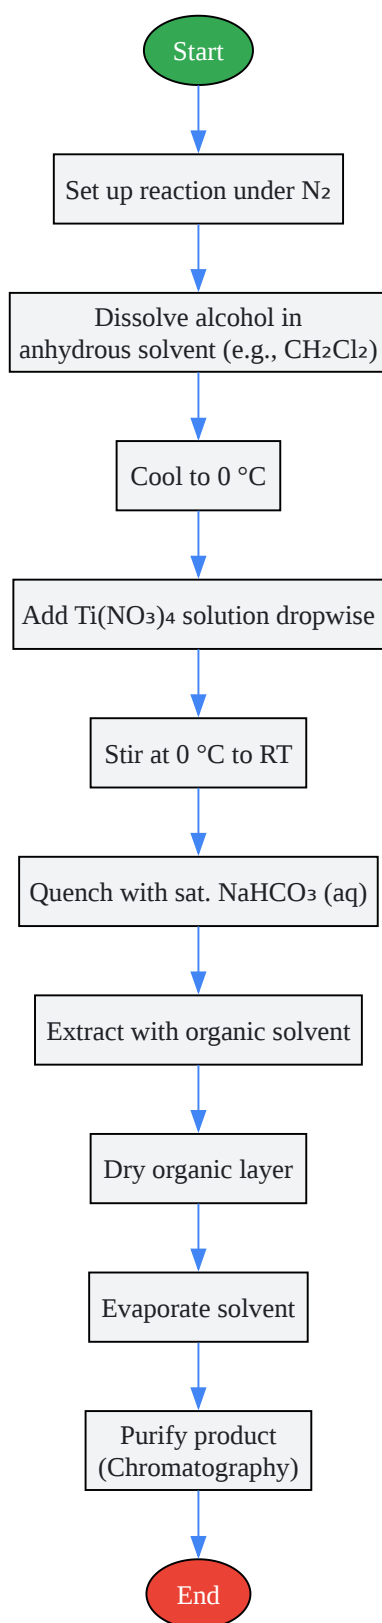 Start
Set up reaction under N₂
Dissolve alcohol in
anhydrous solvent (e.g., CH₂Cl₂)
Cool to 0 °C
Add Ti(NO₃)₄ solution dropwise
Stir at 0 °C to RT
Quench with sat. NaHCO₃ (aq)
Extract with organic solvent
Dry organic layer
Evaporate solvent
Purify product
(Chromatography)
End